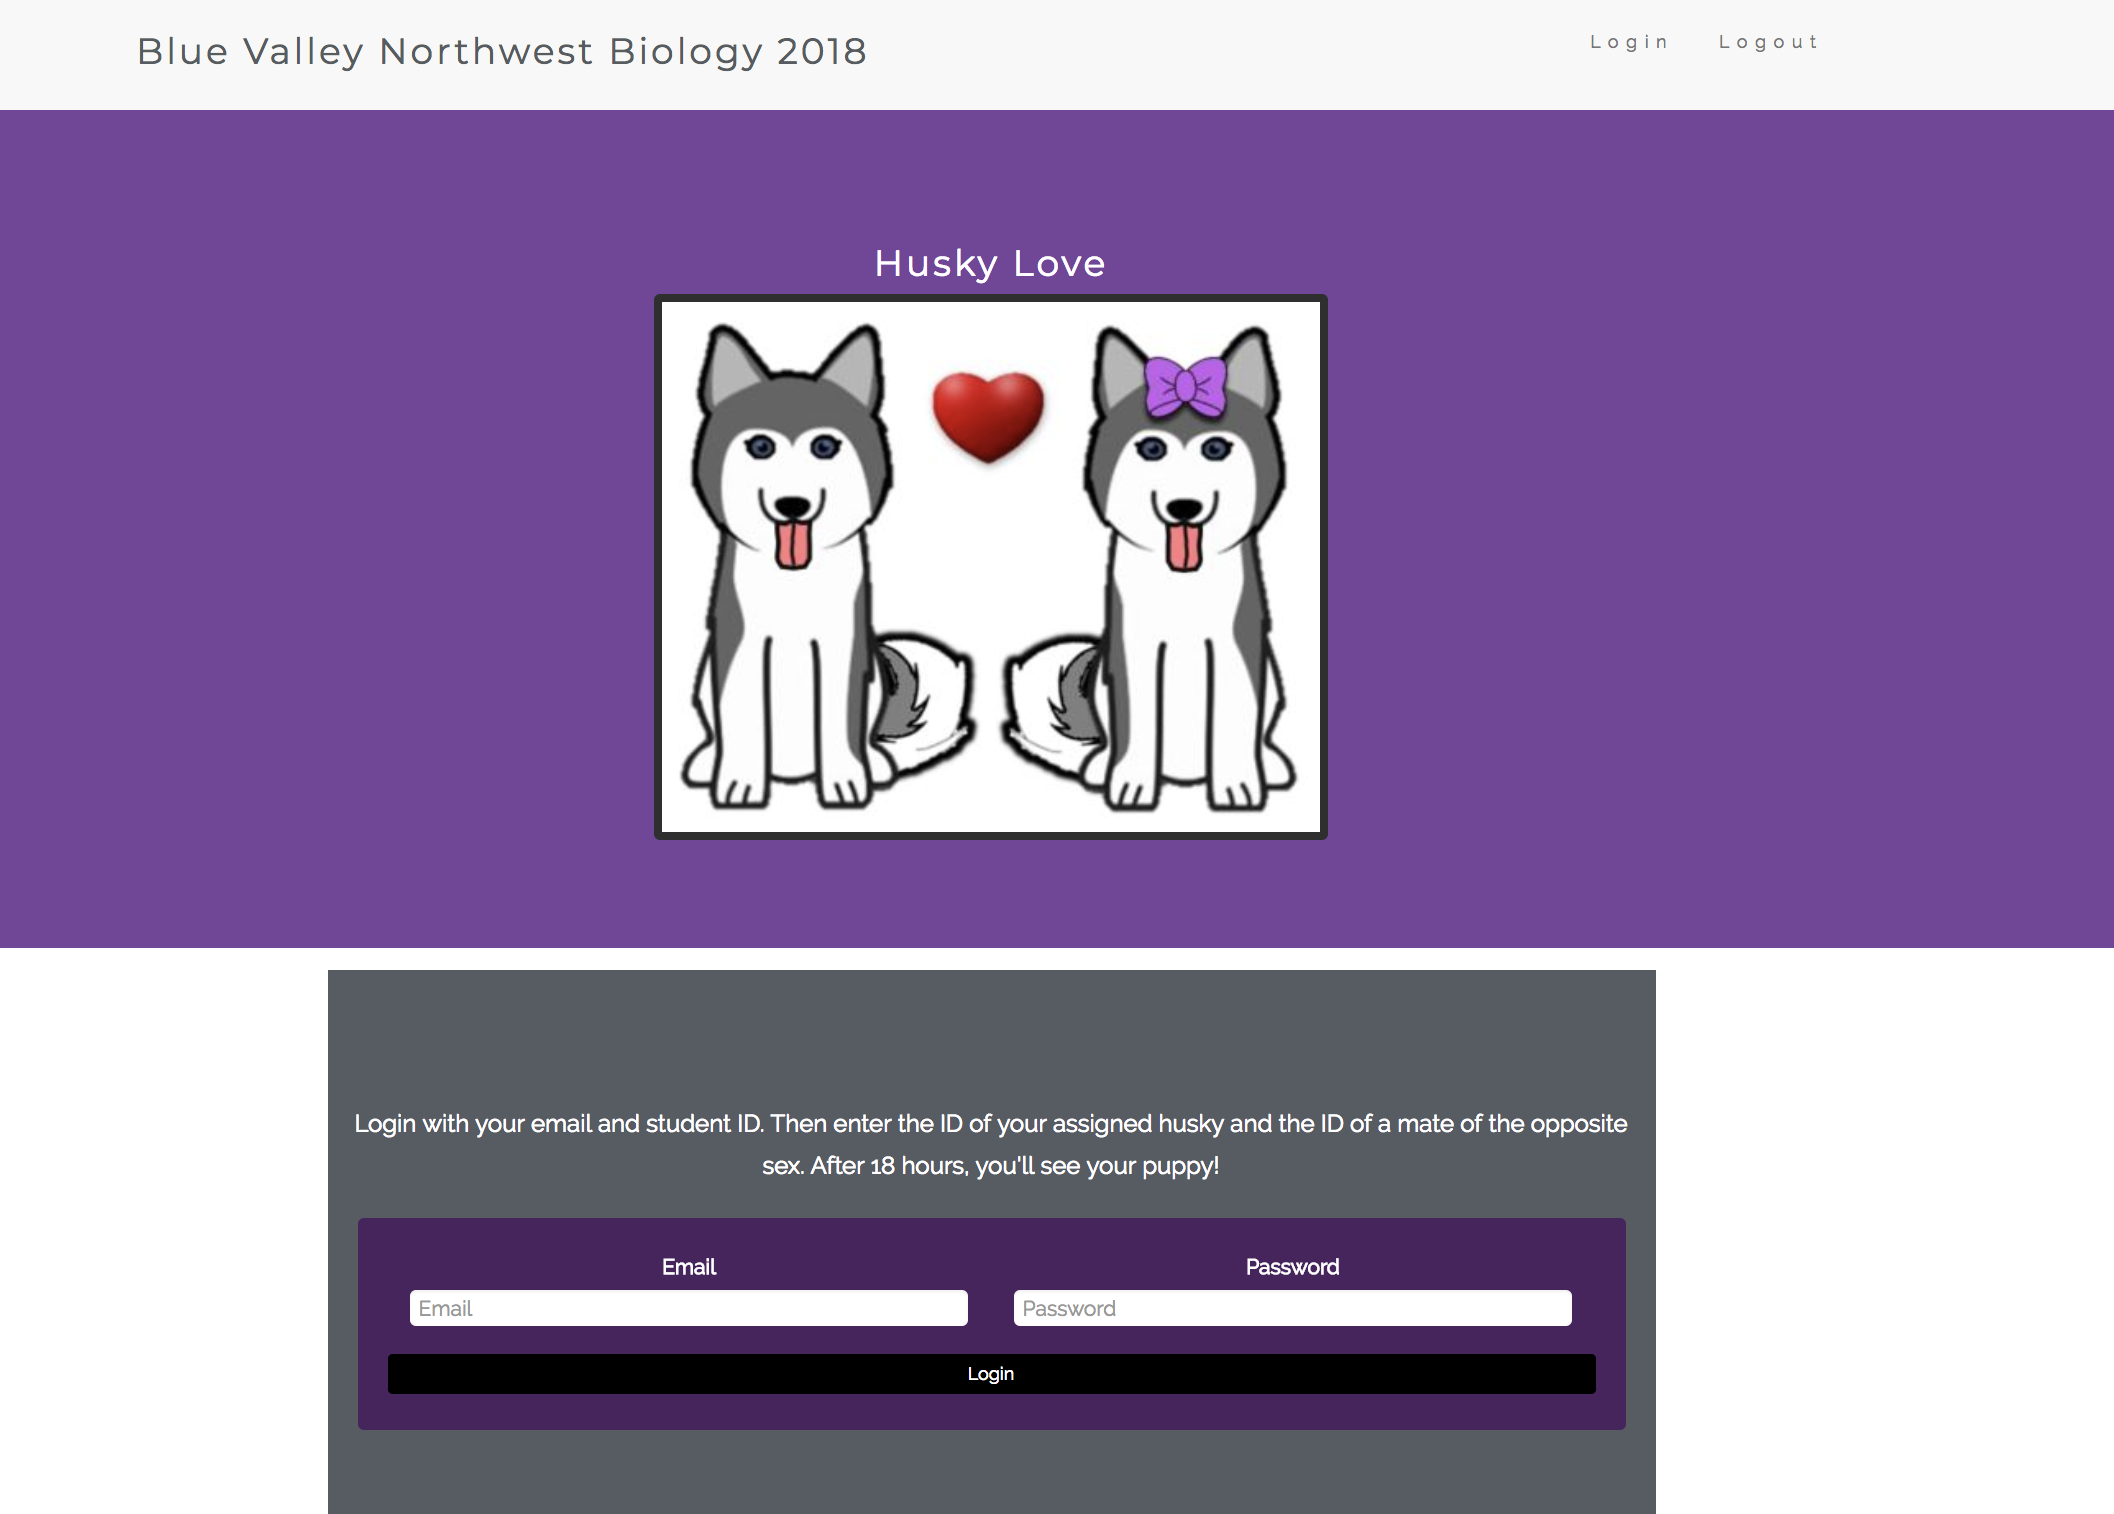 Blue Valley Northwest Biology 2018
Login Logout
Husky Love
Login with your email and student ID. Then enter the ID of your assigned husky and the ID of a mate of the opposite
sex. After 18 hours, you'll see your puppy!
Email Password
Email Password
Login